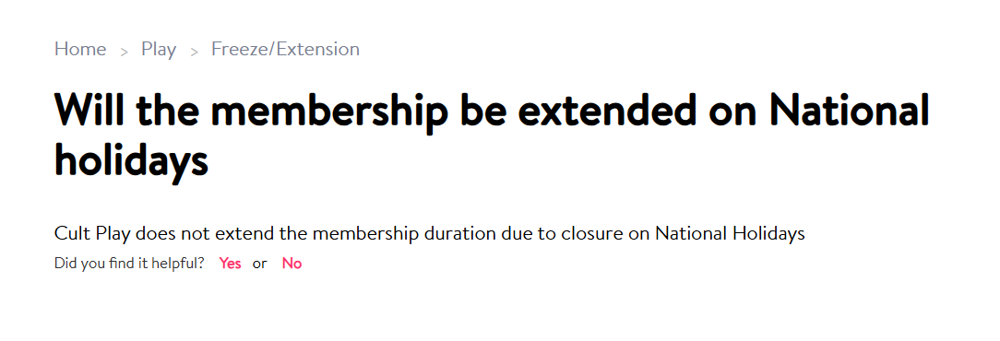 Home > Play > Freeze/Extension
Will the membership be extended on National
holidays
Cult Play does not extend the membership duration due to closure on National Holidays
Did you find it helpful? Yes or No